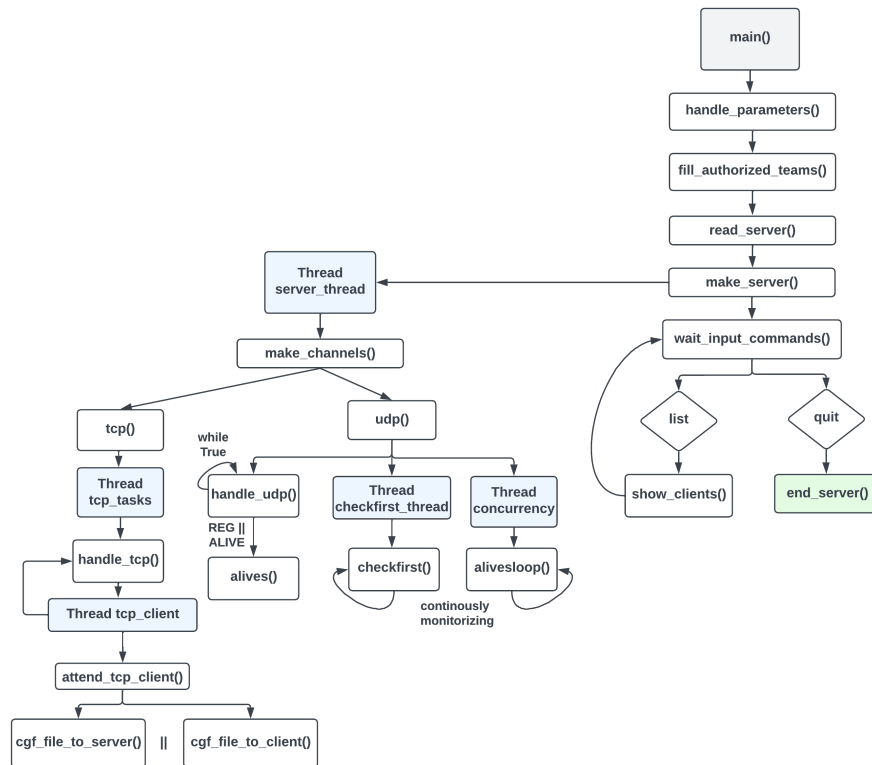 main()
handle_parameters()
fill_authorized_teams()
read_server()
Thread
server_thread
make_server()
make_channels()
wait_input_commands()
tcp()
udp()
list
quit
while
True
Thread
tcp_tasks
handle_udp()
Thread
checkfirst_thread
Thread
concurrency
show_clients()
end_server()
REG ||
ALIVE
handle_tcp()
alives()
checkfirst()
alivesloop()
continously
monitorizing
Thread tcp_client
attend_tcp_client()
cgf_file_to_server()
||
cgf_file_to_client()